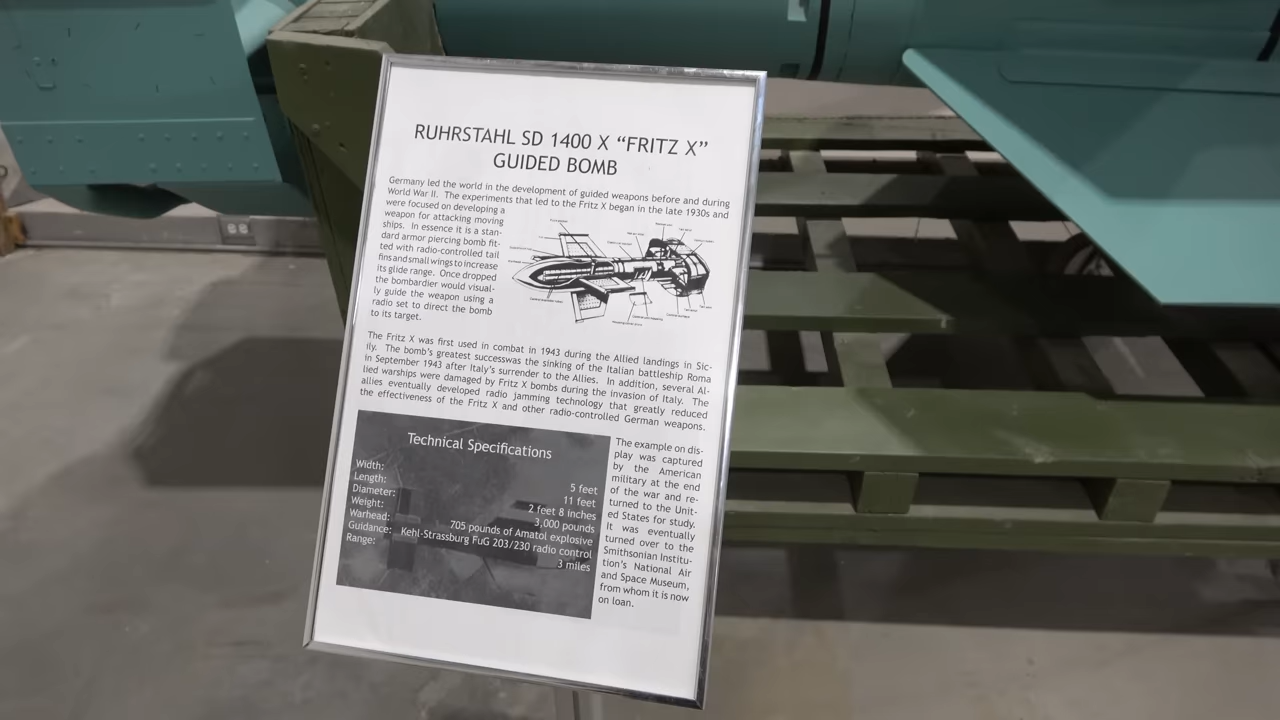 RUHRSTAHL SD 1400 X “FRITZ X”
GUIDED BOMB
Germany led the world in the development of guided weapons before and during
World War II. The experiments that led to the Fritz X began in the late 1930s and
were focused on developing a
weapon for attacking moving
ships. In essence it is a stan-
dard armor piercing bomb fit-
ted with radio-controlled tail
fins and small wings to increase
its glide range. Once dropped
the bombardier would visual-
ly guide the weapon using a
radio set to direct the bomb
to its target.
The Fritz X was first used in combat in 1943 during the Allied landings in Sic-
ily. The bomb’s greatest successwas the sinking of the Italian battleship Roma
in September 1943 after Italy’s surrender to the Allies. In addition, several Al-
lied warships were damaged by Fritz X bombs during the invasion of Italy. The
allies eventually developed radio jamming technology that greatly reduced
the effectiveness of the Fritz X and other radio-controlled German weapons.
Technical Specifications
Width: 5 feet
Length: 11 feet
Diameter: 2 feet 8 inches
Weight: 3,000 pounds
Warhead: 705 pounds of Amatol explosive
Guidance: Kehl-Strassburg FuG 203/230 radio control
Range: 3 miles
The example on dis-
play was captured
by the American
military at the end
of the war and re-
turned to the Unit-
ed States for study.
It was eventually
turned over to the
Smithsonian Institu-
tion’s National Air
and Space Museum,
from whom it is now
on loan.